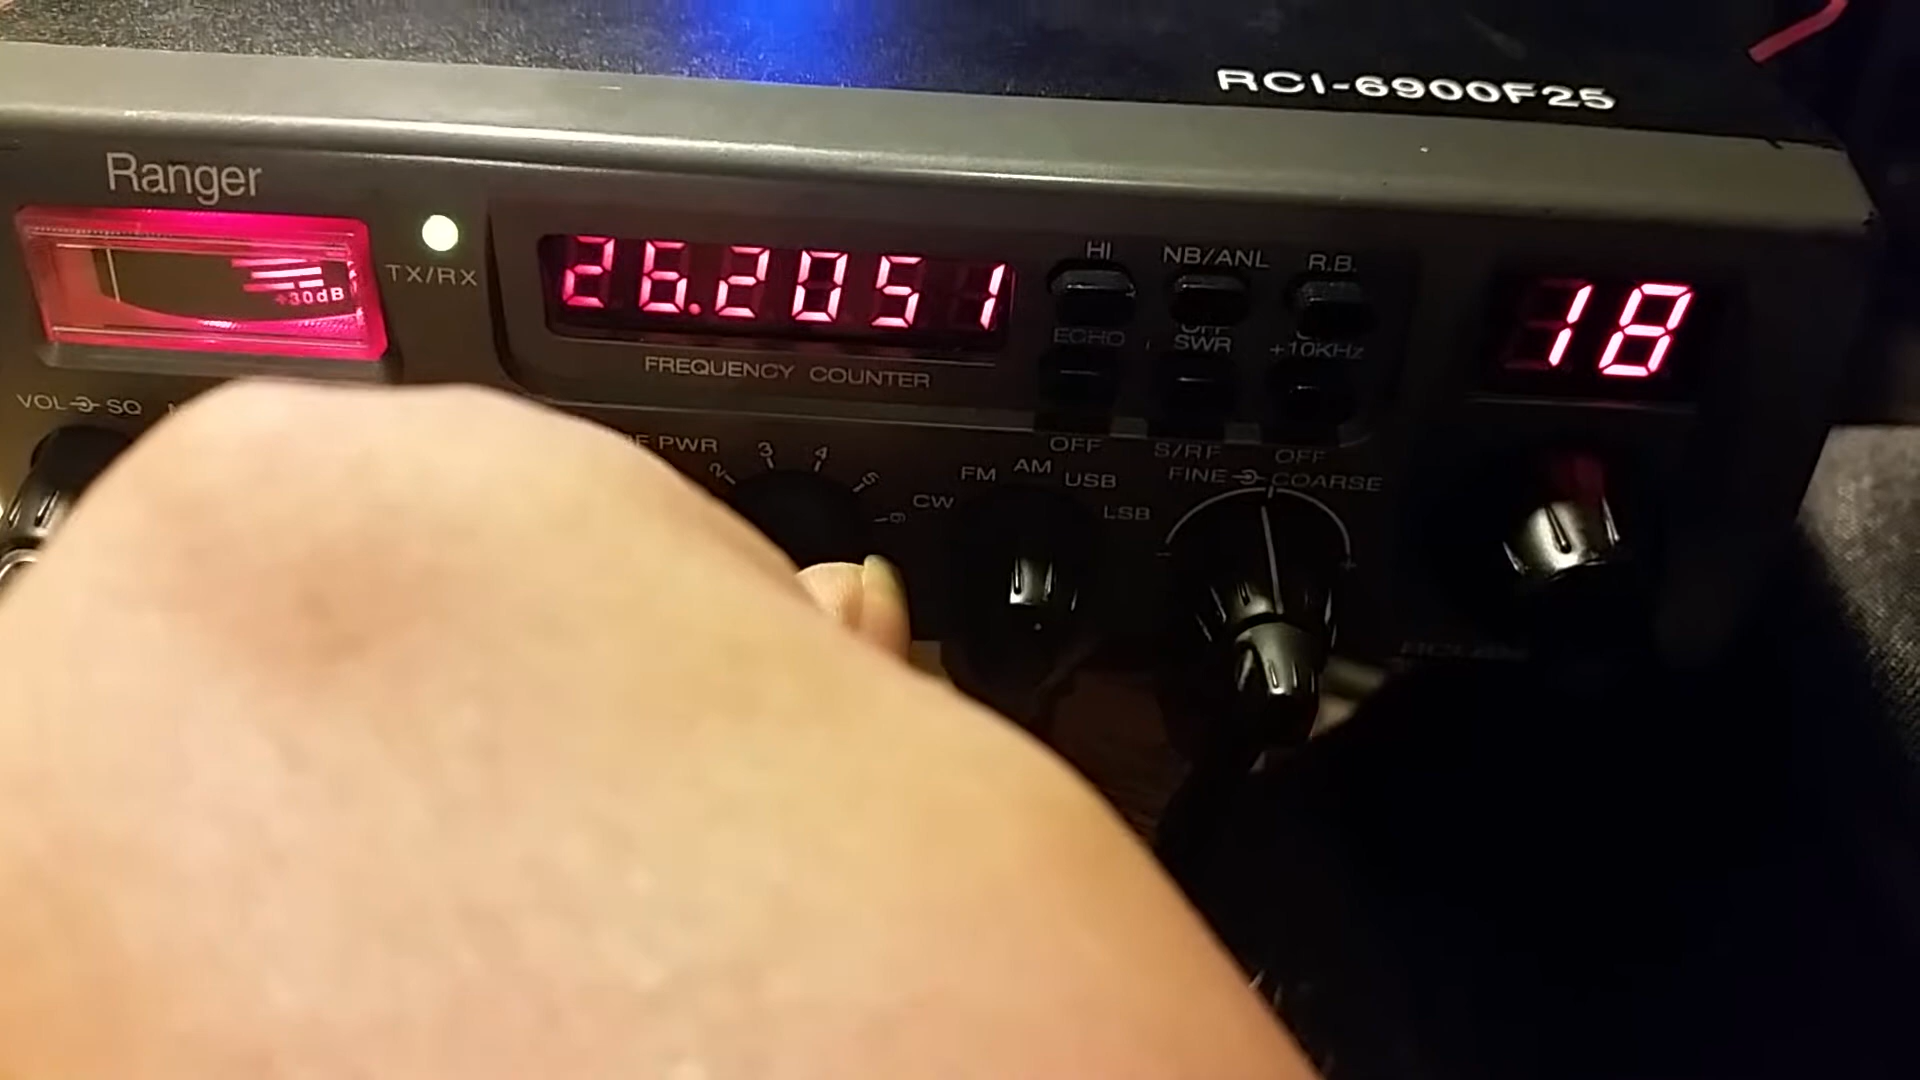 RCI-6900F25
Ranger
+30dB
TX/RX
26.2051
FREQUENCY COUNTER
HI NB/ANL R.B.
ECHO OFF SWR +10KHz
18
VOL SQ
PWR
2 3 4 5 6
OFF S/RF OFF
CW FM AM USB LSB
FINE COARSE
- +